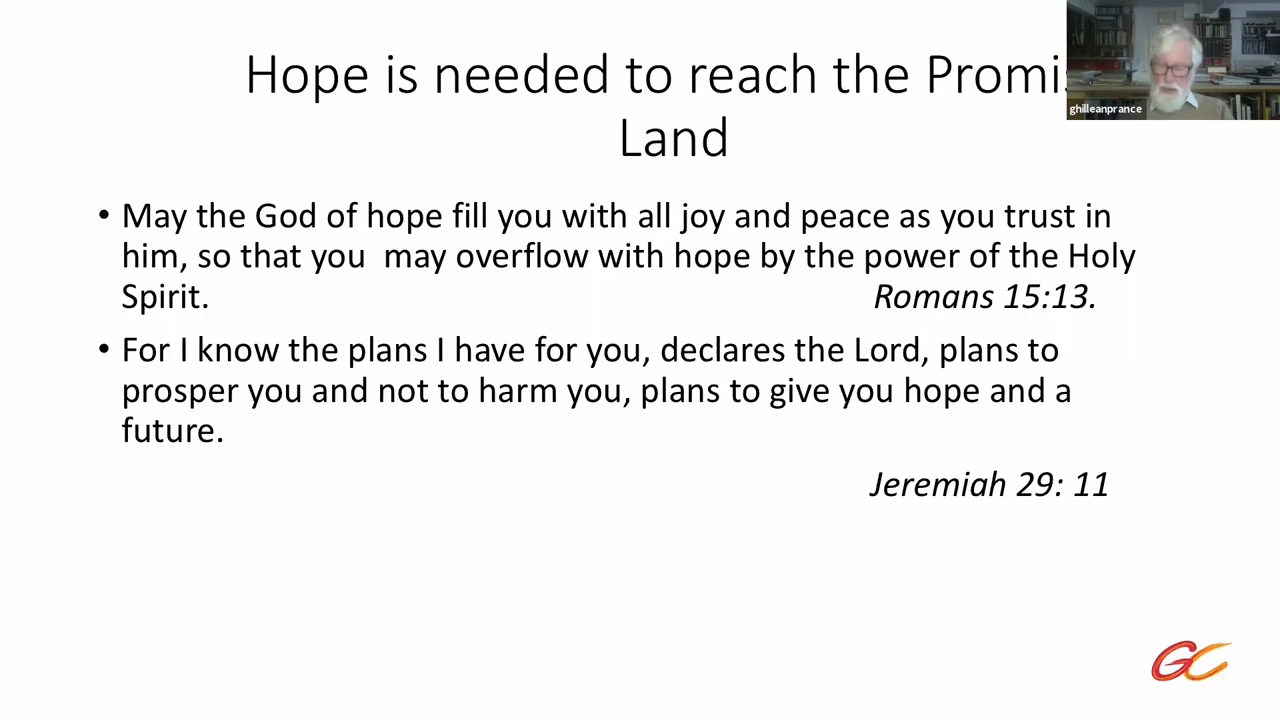 Hope is needed to reach the Promi
Land
• May the God of hope fill you with all joy and peace as you trust in
him, so that you  may overflow with hope by the power of the Holy
Spirit. Romans 15:13.
• For I know the plans I have for you, declares the Lord, plans to
prosper you and not to harm you, plans to give you hope and a
future.
Jeremiah 29: 11
ghilleanprance
GC